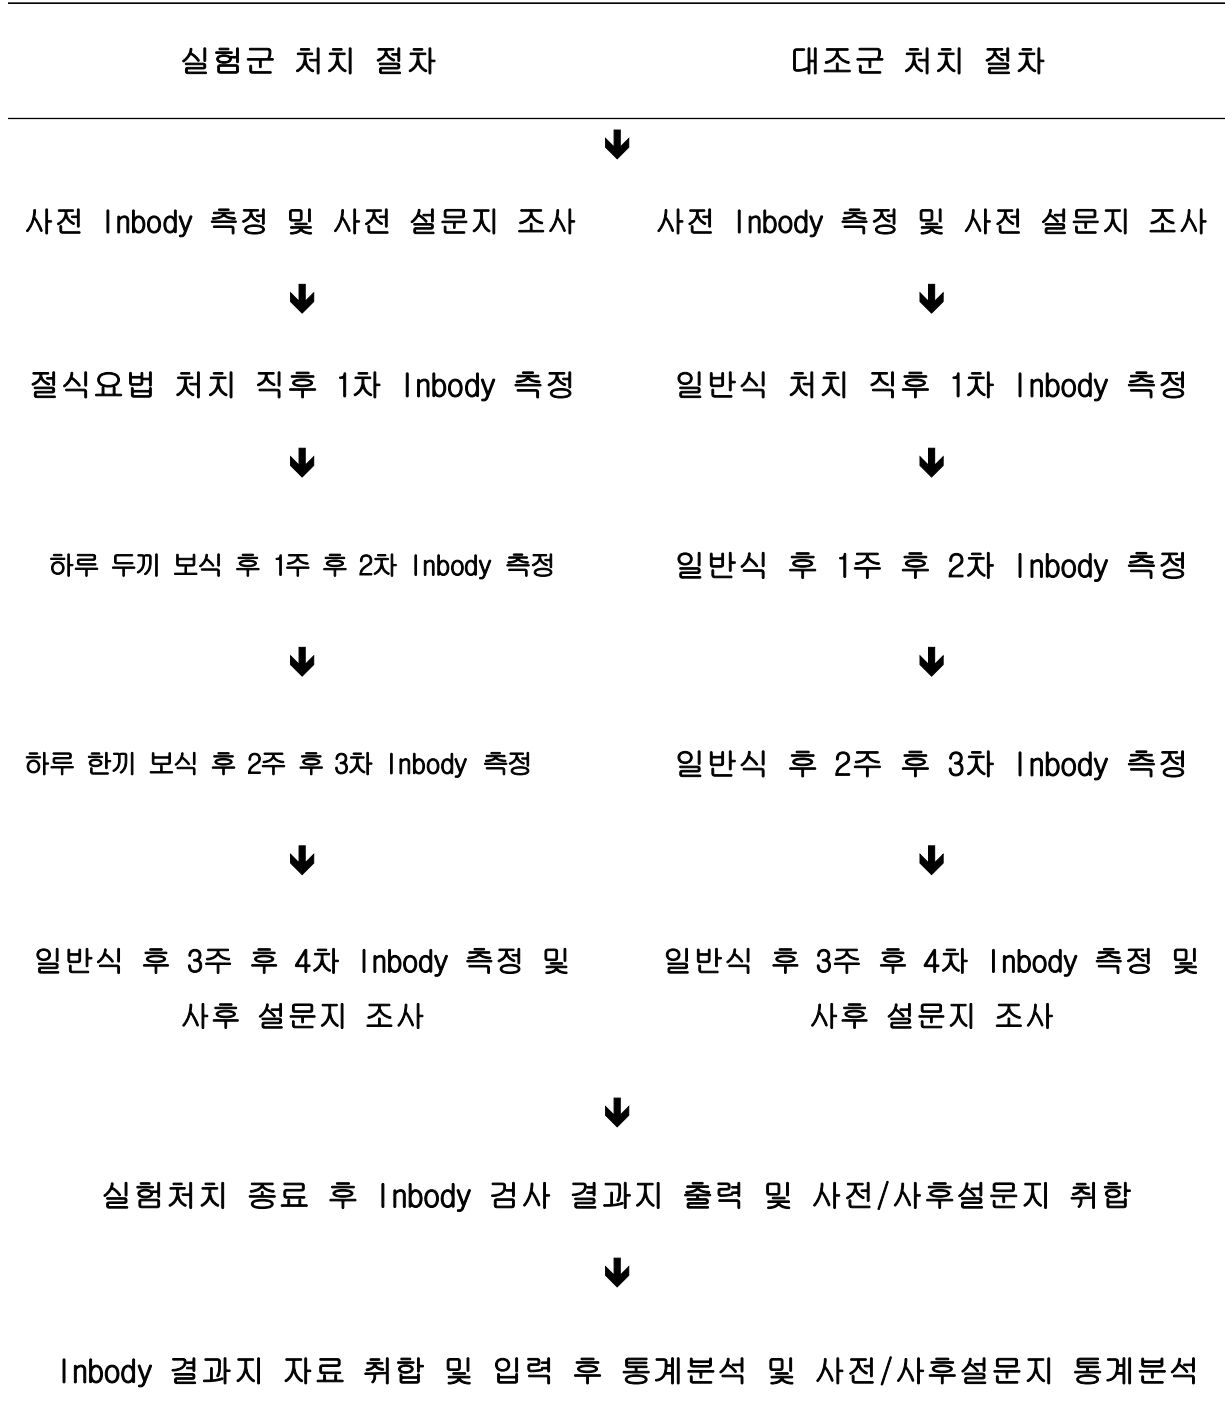 실험군 처치 절차
대조군 처치 절차
사전 Inbody 측정 및 사전 설문지 조사
사전 Inbody 측정 및 사전 설문지 조사
절식요법 처치 직후 1차 Inbody 측정
일반식 처치 직후 1차 Inbody 측정
하루 두끼 보식 후 1주 후 2차 Inbody 측정
일반식 후 1주 후 2차 Inbody 측정
하루 한끼 보식 후 2주 후 3차 Inbody 측정
일반식 후 2주 후 3차 Inbody 측정
일반식 후 3주 후 4차 Inbody 측정 및
사후 설문지 조사
일반식 후 3주 후 4차 Inbody 측정 및
사후 설문지 조사
실험처치 종료 후 Inbody 검사 결과지 출력 및 사전/사후설문지 취합
Inbody 결과지 자료 취합 및 입력 후 통계분석 및 사전/사후설문지 통계분석